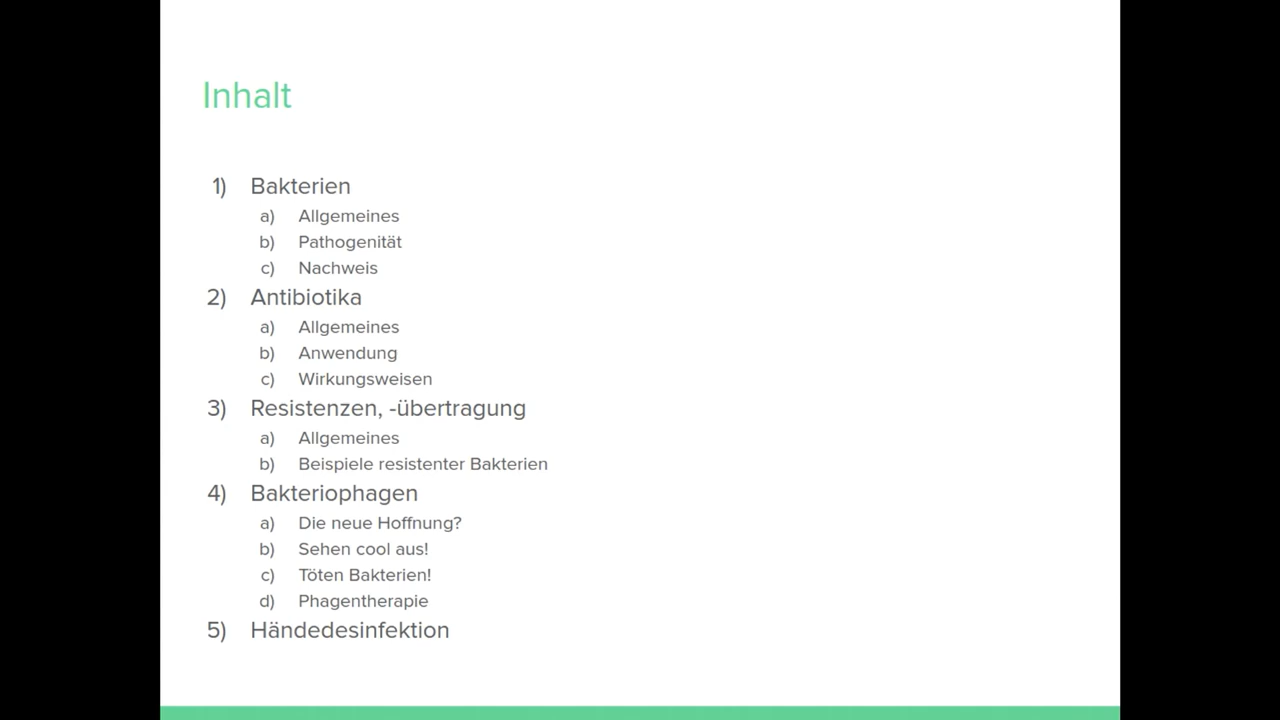 Inhalt
1) Bakterien
a) Allgemeines
b) Pathogenität
c) Nachweis
2) Antibiotika
a) Allgemeines
b) Anwendung
c) Wirkungsweisen
3) Resistenzen, -übertragung
a) Allgemeines
b) Beispiele resistenter Bakterien
4) Bakteriophagen
a) Die neue Hoffnung?
b) Sehen cool aus!
c) Töten Bakterien!
d) Phagentherapie
5) Händedesinfektion